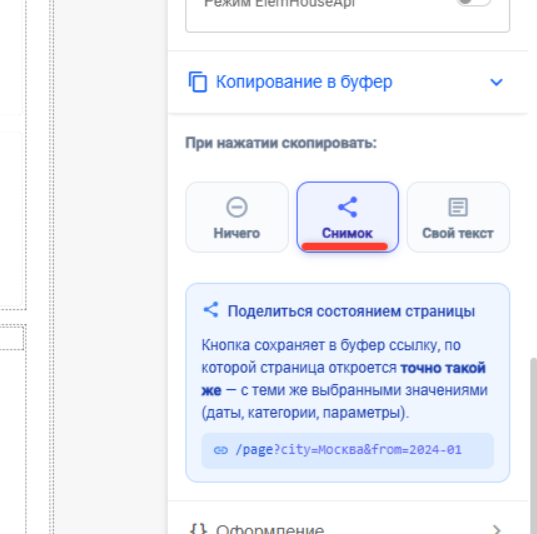 Режим ElemHouseApi
Копирование в буфер
При нажатии скопировать:
Ничего
Снимок
Свой текст
Поделиться состоянием страницы
Кнопка сохраняет в буфер ссылку, по
которой страница откроется точно такой
же — с теми же выбранными значениями
(даты, категории, параметры).
/page?city=Москва&from=2024-01
{} Оформление